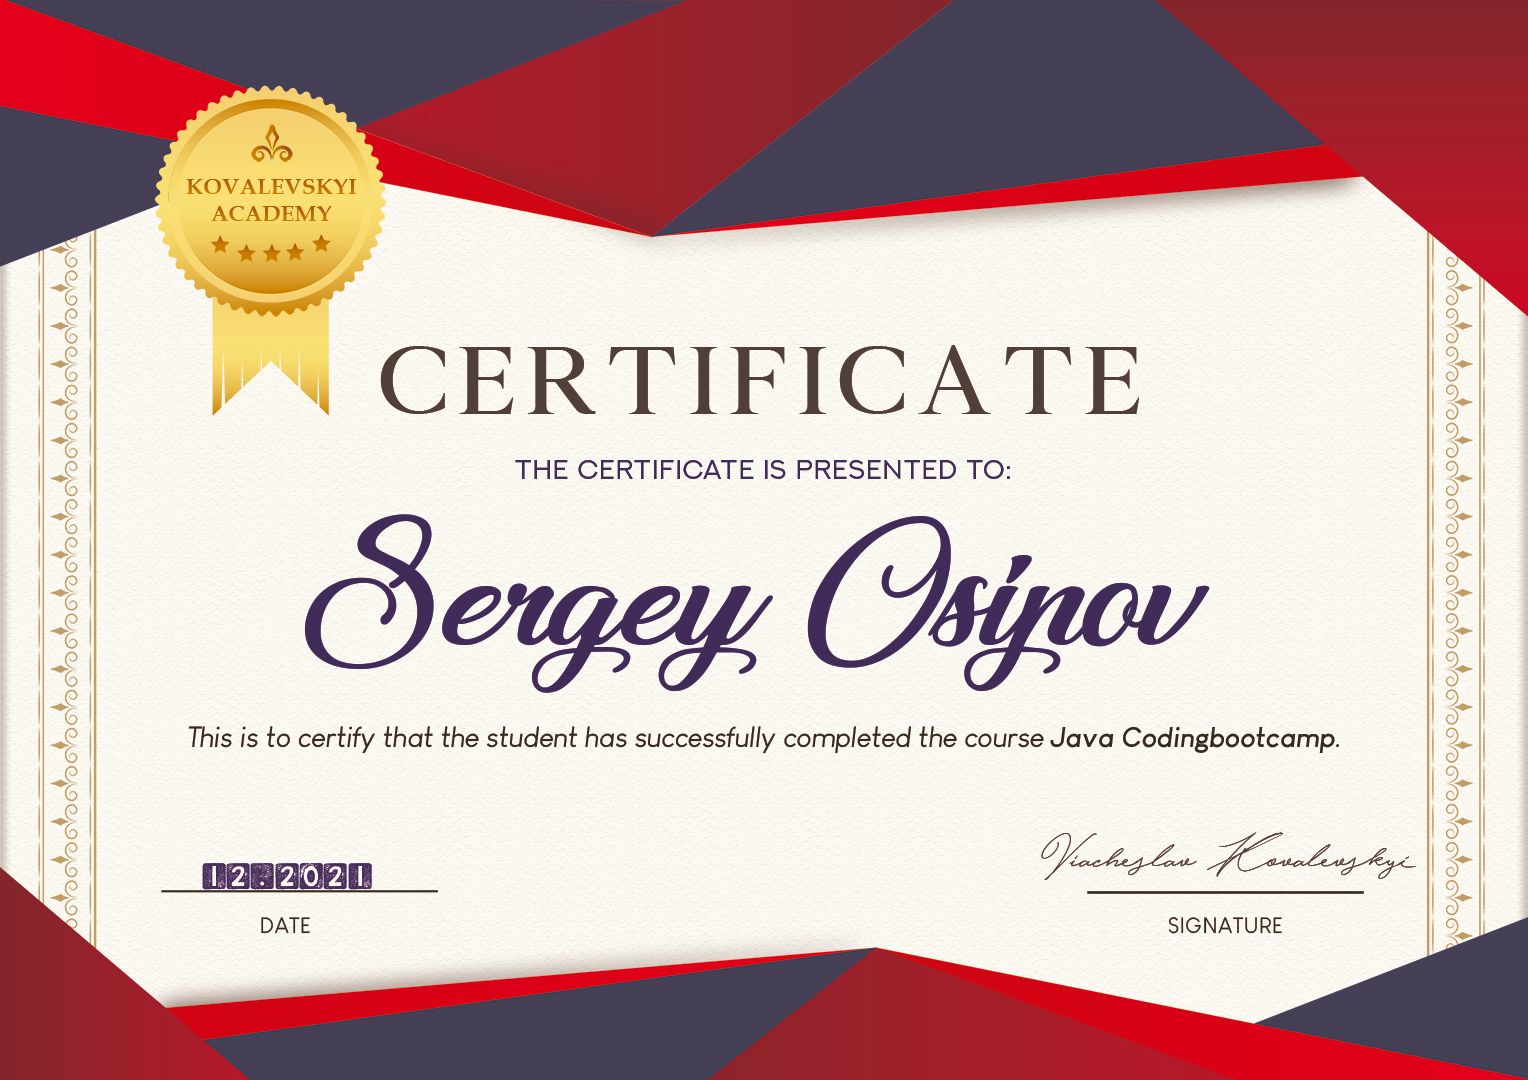 KOVALEVSKYI
ACADEMY
CERTIFICATE
THE CERTIFICATE IS PRESENTED TO:
Sergey Osipov
This is to certify that the student has successfully completed the course Java Codingbootcamp.
12.2021
DATE
Viacheslav Kovalevskyi
SIGNATURE